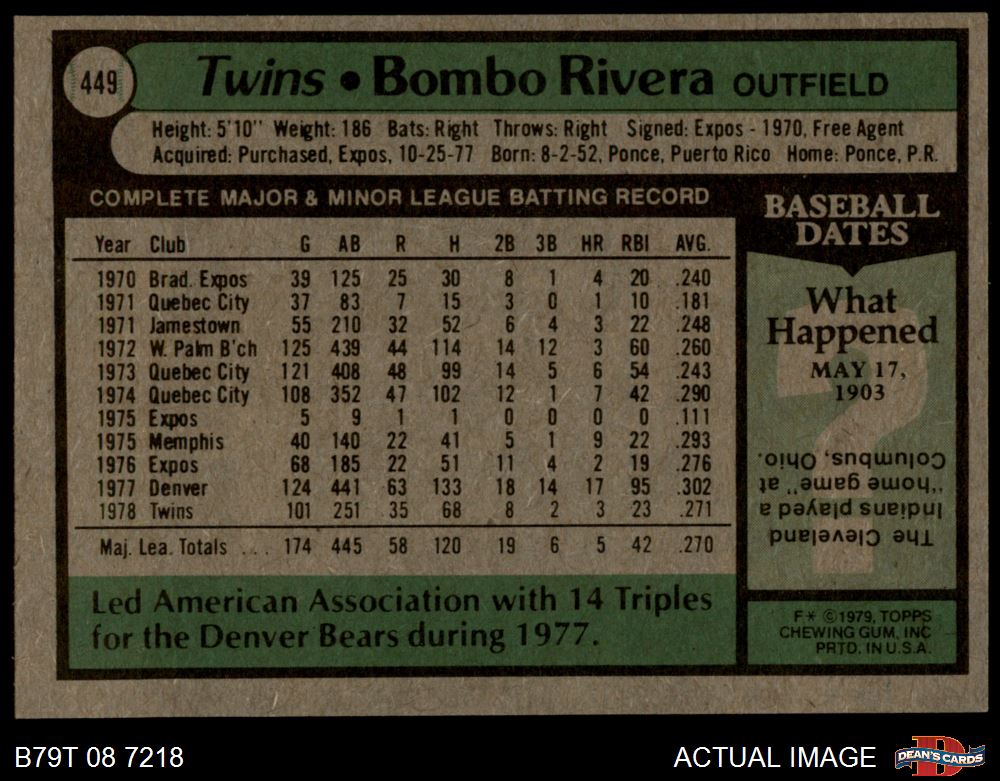 449
Twins • Bombo Rivera OUTFIELD
Height: 5'10" Weight: 186 Bats: Right Throws: Right Signed: Expos - 1970, Free Agent
Acquired: Purchased, Expos, 10-25-77 Born: 8-2-52, Ponce, Puerto Rico Home: Ponce, P.R.
COMPLETE MAJOR & MINOR LEAGUE BATTING RECORD
Year Club G AB R H 2B 3B HR RBI AVG.
1970 Brad. Expos 39 125 25 30 8 1 4 20 .240
1971 Quebec City 37 83 7 15 3 0 1 10 .181
1971 Jamestown 55 210 32 52 6 4 3 22 .248
1972 W. Palm B'ch 125 439 44 114 14 12 3 60 .260
1973 Quebec City 121 408 48 99 14 5 6 54 .243
1974 Quebec City 108 352 47 102 12 1 7 42 .290
1975 Expos 5 9 1 1 0 0 0 0 .111
1975 Memphis 40 140 22 41 5 1 9 22 .293
1976 Expos 68 185 22 51 11 4 2 19 .276
1977 Denver 124 441 63 133 18 14 17 95 .302
1978 Twins 101 251 35 68 8 2 3 23 .271
Maj. Lea. Totals ... 174 445 58 120 19 6 5 42 .270
Led American Association with 14 Triples
for the Denver Bears during 1977.
BASEBALL
DATES
What
Happened
MAY 17,
1903
?
The Cleveland
Indians played a
"home game" at
Columbus, Ohio.
F* ©1979, TOPPS
CHEWING GUM, INC
PRTD. IN U.S.A.
B79T 08 7218
ACTUAL IMAGE
D
DEAN'S CARDS